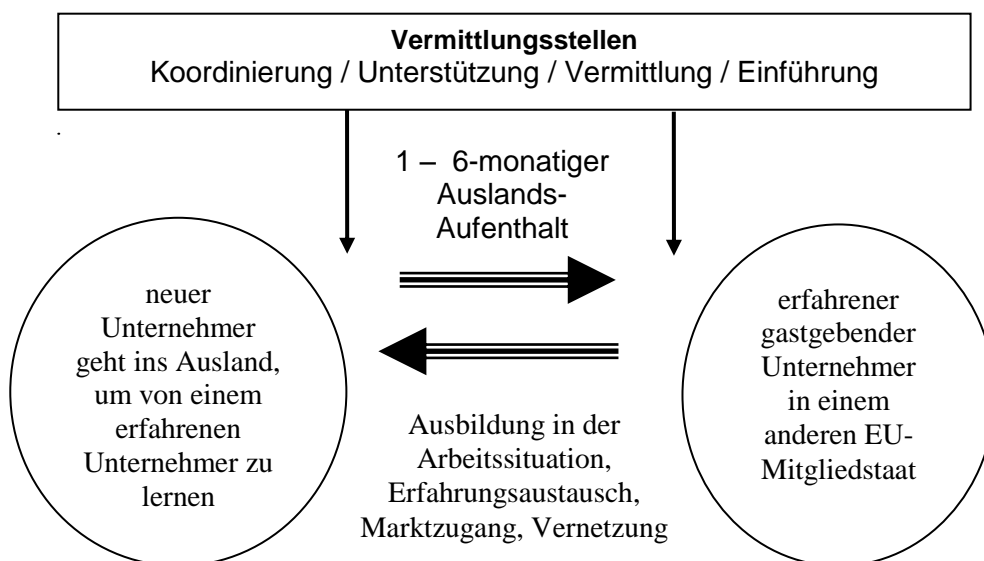 Vermittlungsstellen
Koordinierung / Unterstützung / Vermittlung / Einführung
1 – 6-monatiger
Auslands-
Aufenthalt
neuer
Unternehmer
geht ins Ausland,
um von einem
erfahrenen
Unternehmer zu
lernen
Ausbildung in der
Arbeitssituation,
Erfahrungsaustausch,
Marktzugang, Vernetzung
erfahrener
gastgebender
Unternehmer
in einem
anderen EU-
Mitgliedstaat